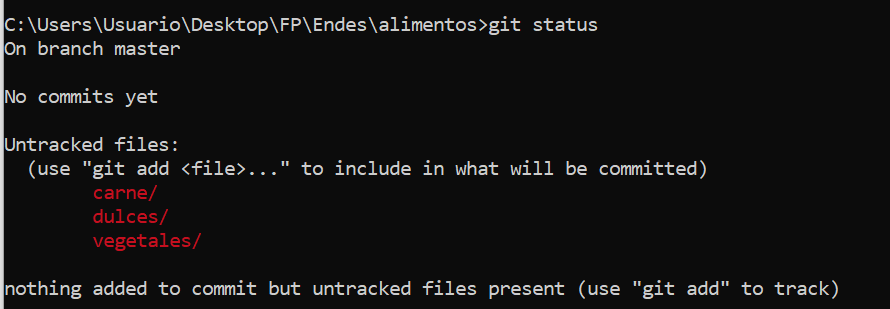 C:\Users\Usuario\Desktop\FP\Endes\alimentos>git status
On branch master
No commits yet
Untracked files:
(use "git add <file>..." to include in what will be committed)
carne/
dulces/
vegetales/
nothing added to commit but untracked files present (use "git add" to track)